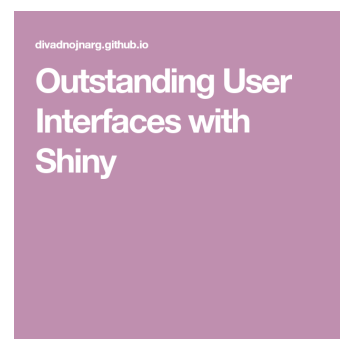 divadnojnarg.github.io
Outstanding User
Interfaces with
Shiny